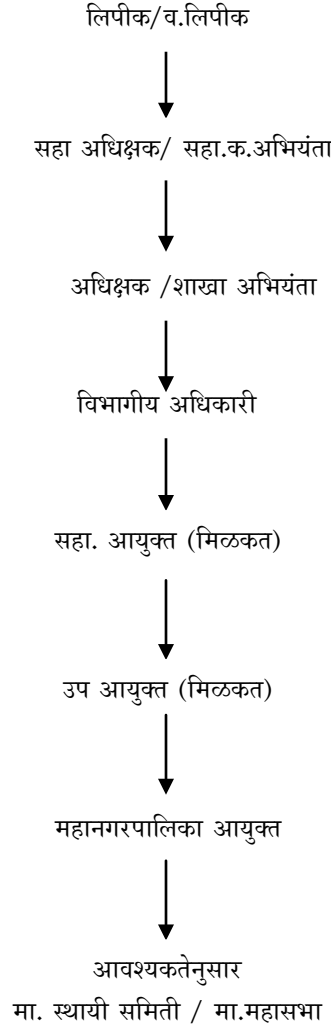 लिपीक/व.लिपीक
सहा अधिक्षक/ सहा.क.अभियंता
अधिक्षक /शाखा अभियंता
विभागीय अधिकारी
सहा. आयुक्त (मिळकत)
उप आयुक्त (मिळकत)
महानगरपालिका आयुक्त
आवश्यकतेनुसार
मा. स्थायी समिती / मा.महासभा